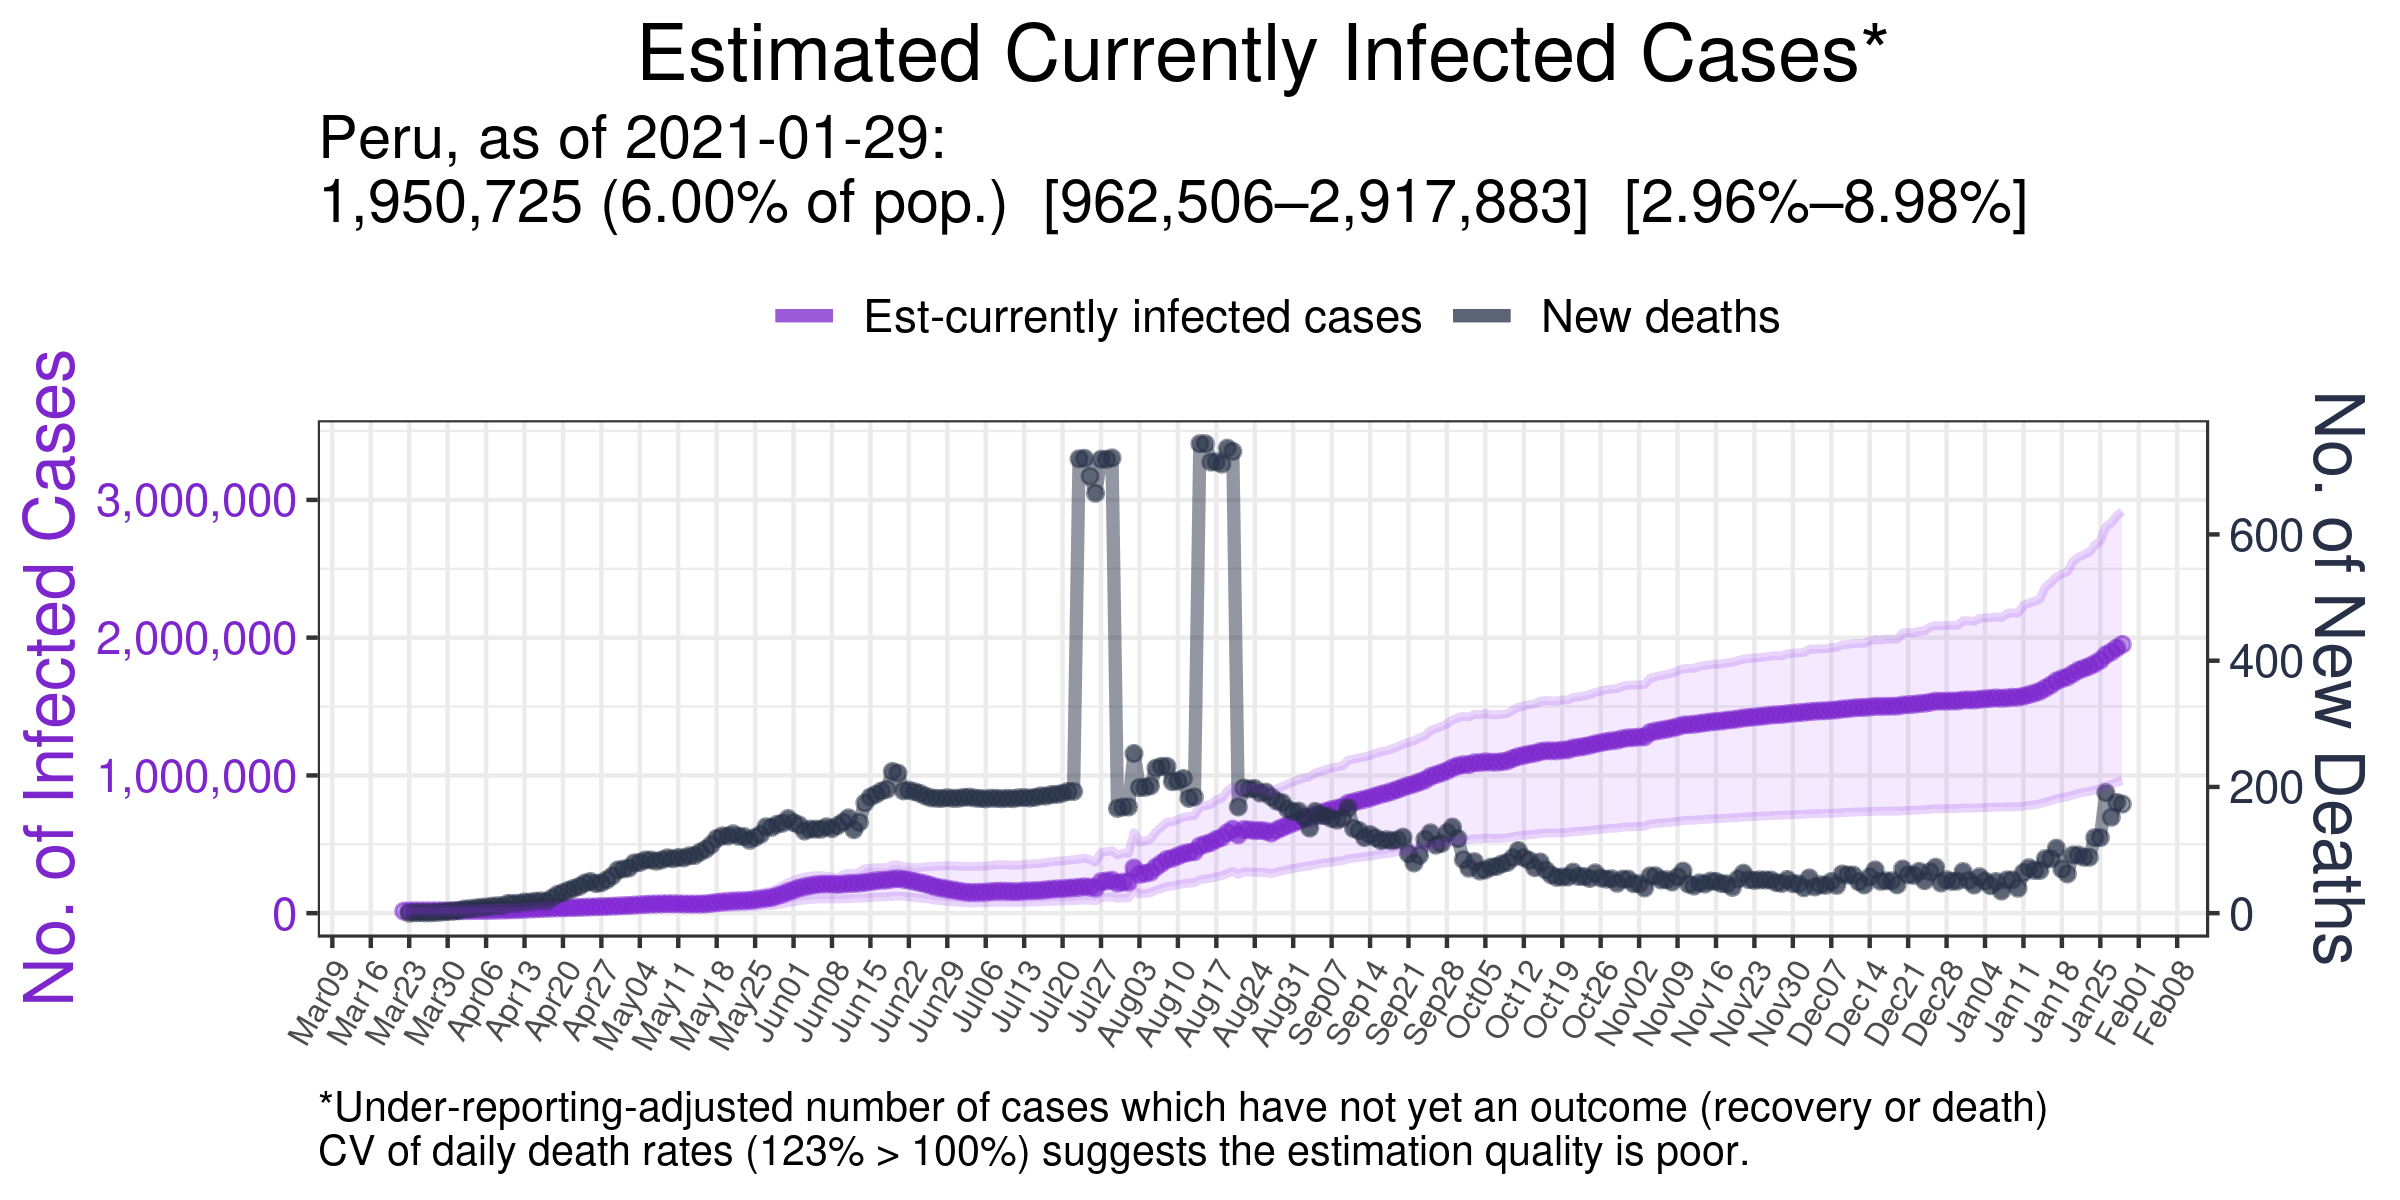 Estimated Currently Infected Cases*
Peru, as of 2021-01-29:
1,950,725 (6.00% of pop.) [962,506–2,917,883] [2.96%–8.98%]
Est-currently infected cases
New deaths
No. of Infected Cases
3,000,000
2,000,000
1,000,000
0
No. of New Deaths
600
400
200
0
Mar09
Mar16
Mar23
Mar30
Apr06
Apr13
Apr20
Apr27
May04
May11
May18
May25
Jun01
Jun08
Jun15
Jun22
Jun29
Jul06
Jul13
Jul20
Jul27
Aug03
Aug10
Aug17
Aug24
Aug31
Sep07
Sep14
Sep21
Sep28
Oct05
Oct12
Oct19
Oct26
Nov02
Nov09
Nov16
Nov23
Nov30
Dec07
Dec14
Dec21
Dec28
Jan04
Jan11
Jan18
Jan25
Feb01
Feb08
*Under-reporting-adjusted number of cases which have not yet an outcome (recovery or death)
CV of daily death rates (123% > 100%) suggests the estimation quality is poor.